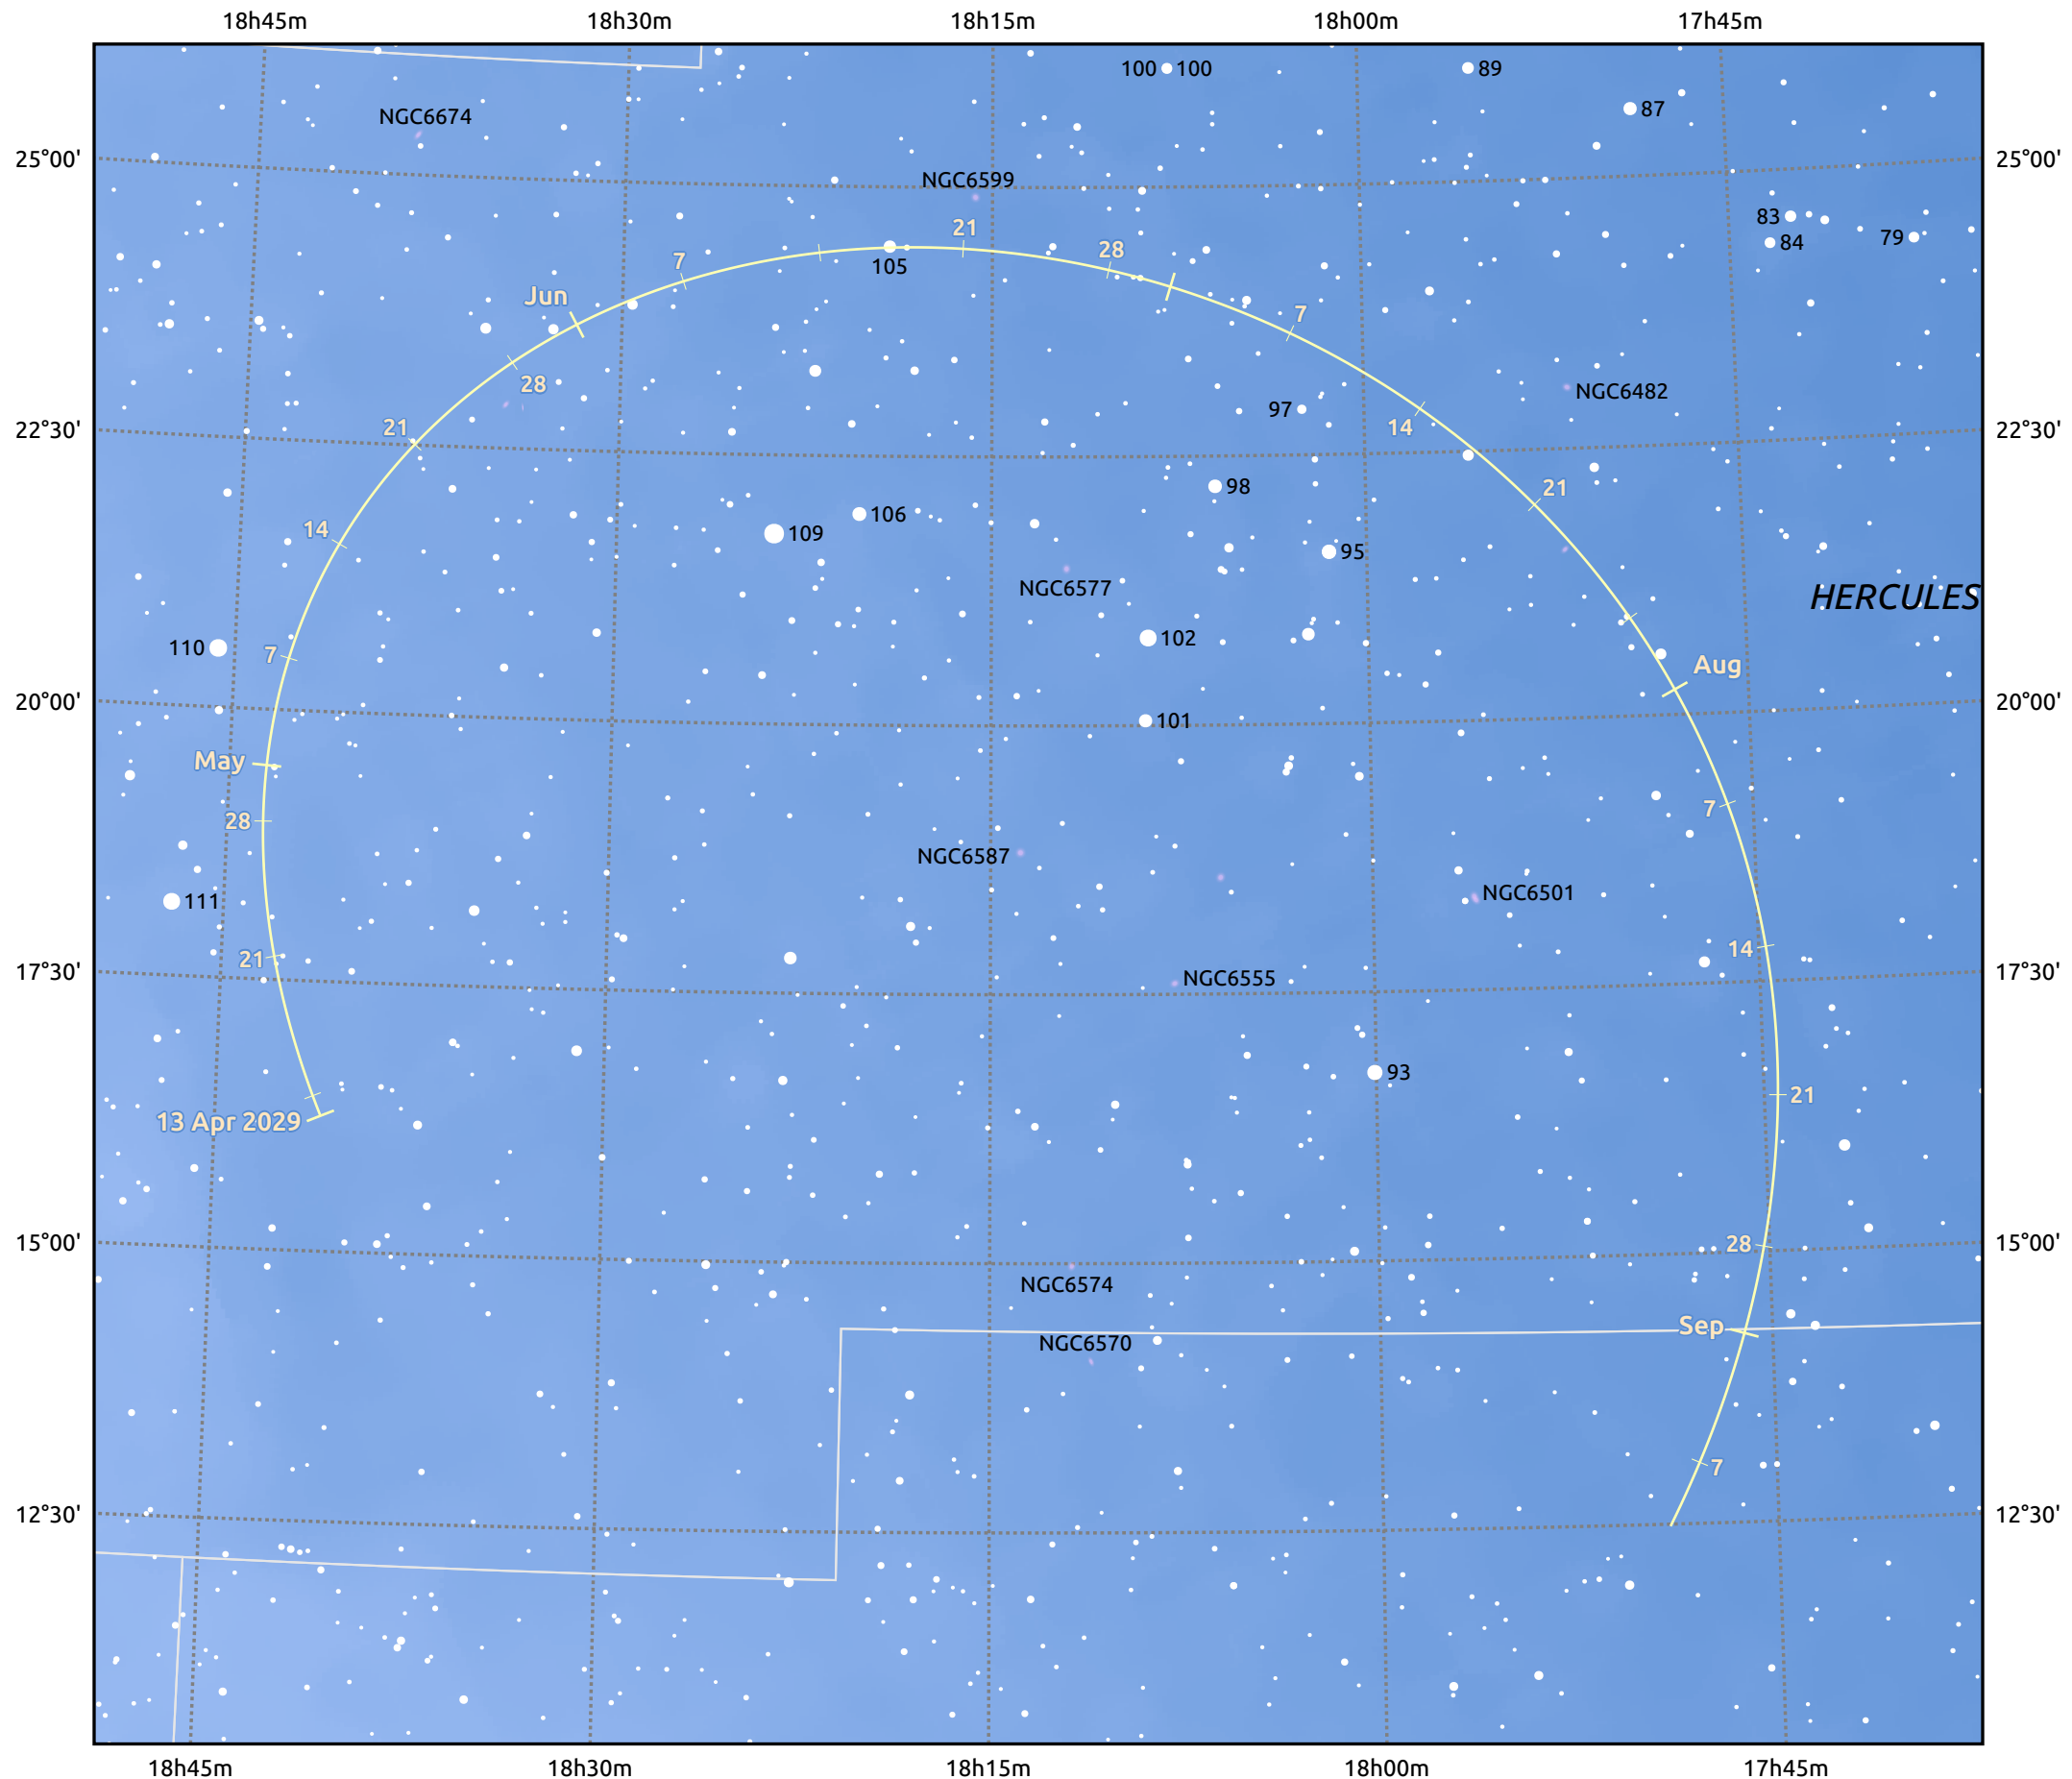 18h45m 18h30m 18h15m 18h00m 17h45m
100 100 89
87
NGC6674
25°00' 25°00'
NGC6599
83
21 79
84
28
7
105
Jun
7
28 NGC6482
97
21 14
22°30' 22°30'
98 21
106
14 109
95
NGC6577
HERCULES
102
110 7
Aug
20°00' 20°00'
101
May
7
28
NGC6587
NGC6501
111
14
21
17°30' NGC6555 17°30'
93
21
13 Apr 2029
15°00' 28 15°00'
NGC6574
Sep
NGC6570
7
12°30' 12°30'
18h45m 18h30m 18h15m 18h00m 17h45m